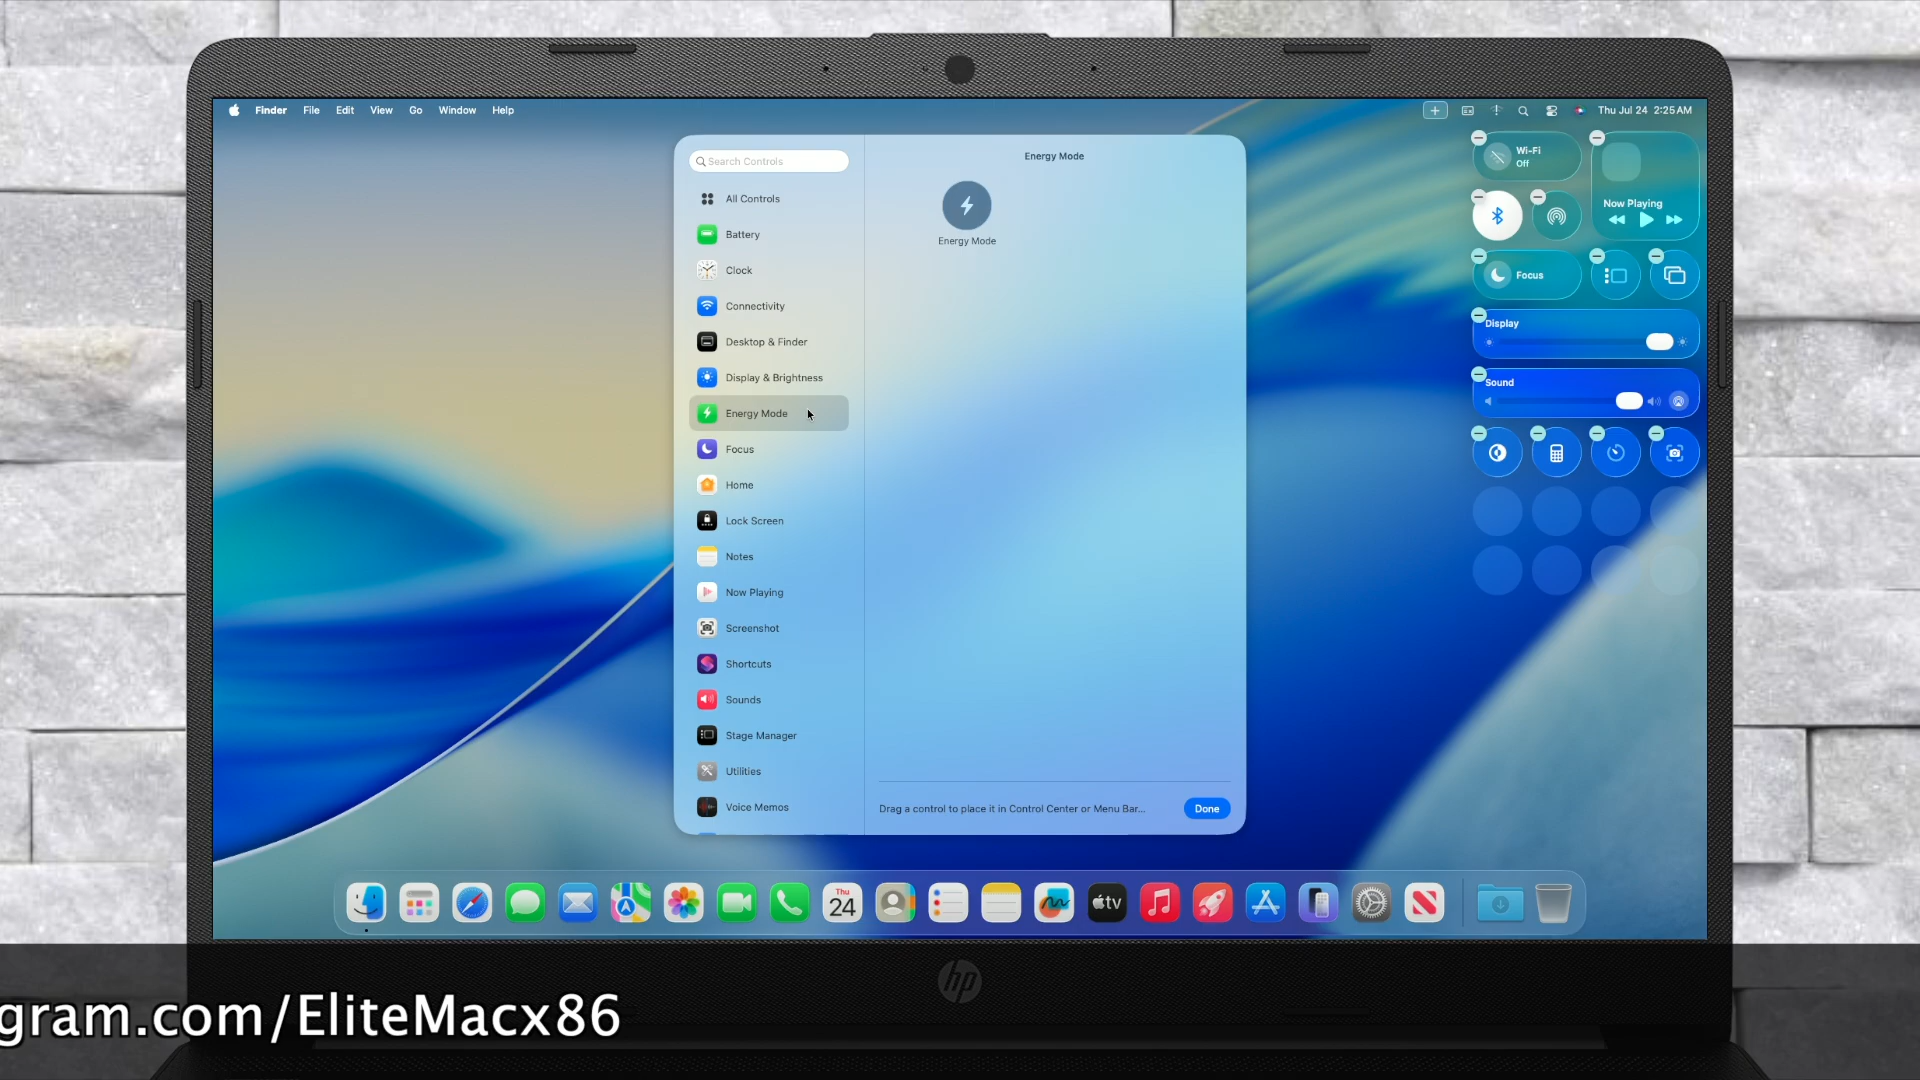 Finder File Edit View Go Window Help
Thu Jul 24 2:25 AM
Search Controls
All Controls
Battery
Clock
Connectivity
Desktop & Finder
Display & Brightness
Energy Mode
Focus
Home
Lock Screen
Notes
Now Playing
Screenshot
Shortcuts
Sounds
Stage Manager
Utilities
Voice Memos
Energy Mode
Energy Mode
Drag a control to place it in Control Center or Menu Bar...
Done
Wi-Fi
Off
Now Playing
Focus
Display
Sound
Thu
24
tv
hp
gram.com/EliteMacx86